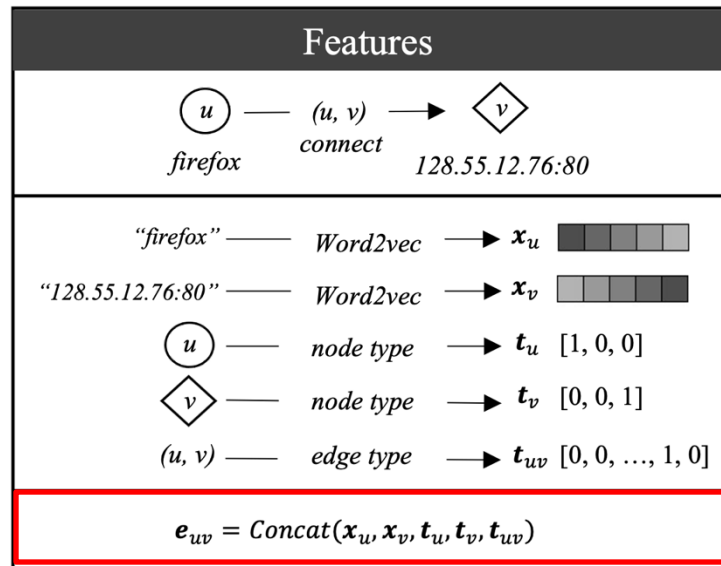 Features
u (u, v) v
firefox connect 128.55.12.76:80
“firefox” Word2vec x_u
“128.55.12.76:80” Word2vec x_v
u node type t_u [1, 0, 0]
v node type t_v [0, 0, 1]
(u, v) edge type t_uv [0, 0, …, 1, 0]
e_uv = Concat(x_u, x_v, t_u, t_v, t_uv)